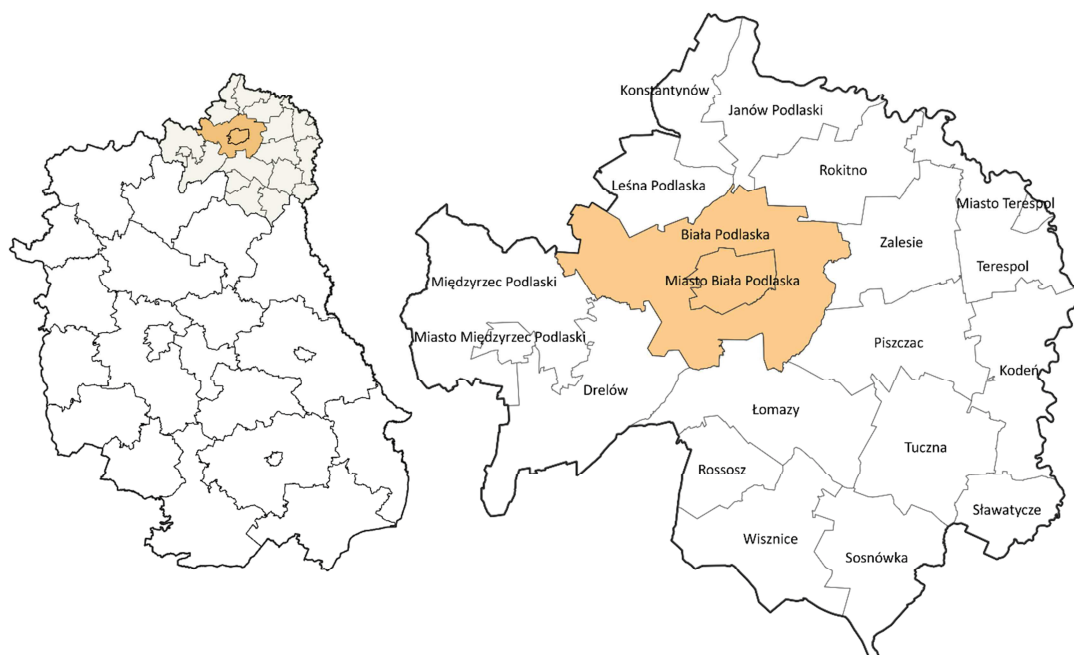 Konstantynów
Janów Podlaski
Rokitno
Leśna Podlaska
Miasto Terespol
Biała Podlaska
Zalesie
Terespol
Międzyrzec Podlaski
Miasto Biała Podlaska
Miasto Międzyrzec Podlaski
Piszczac
Kodeń
Drelów
Łomazy
Tuczna
Rossosz
Sławatycze
Wisznice
Sosnówka